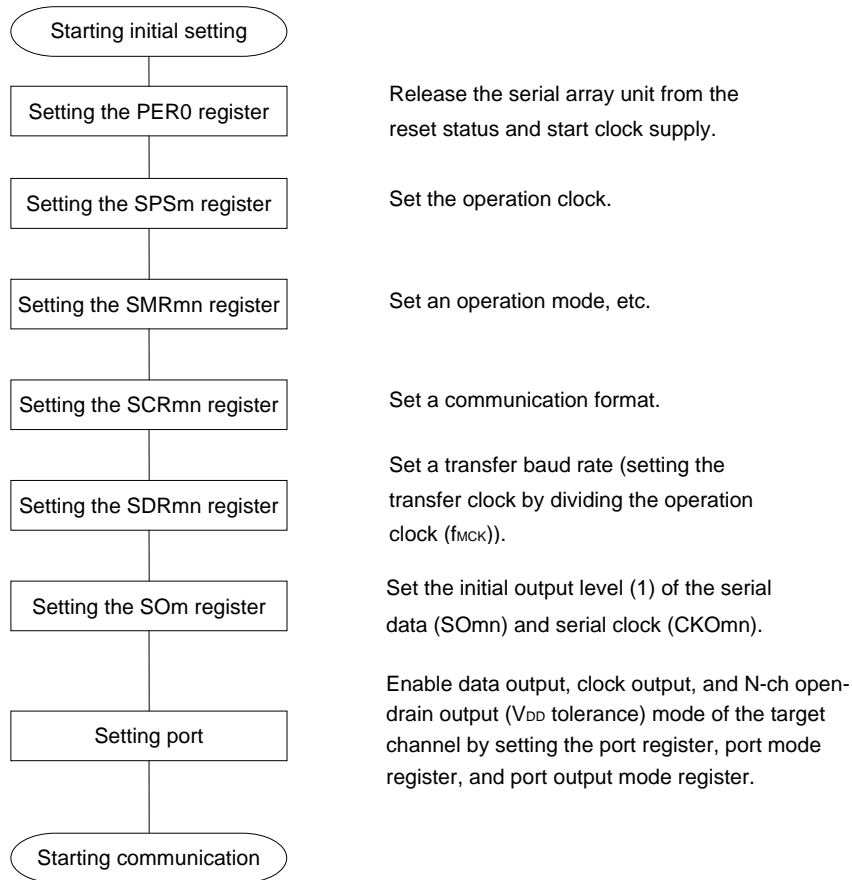 Starting initial setting
Setting the PER0 register
Release the serial array unit from the
reset status and start clock supply.
Setting the SPSm register
Set the operation clock.
Setting the SMRmn register
Set an operation mode, etc.
Setting the SCRmn register
Set a communication format.
Setting the SDRmn register
Set a transfer baud rate (setting the
transfer clock by dividing the operation
clock (fMCK)).
Setting the SOm register
Set the initial output level (1) of the serial
data (SOmn) and serial clock (CKOmn).
Setting port
Enable data output, clock output, and N-ch open-
drain output (VDD tolerance) mode of the target
channel by setting the port register, port mode
register, and port output mode register.
Starting communication